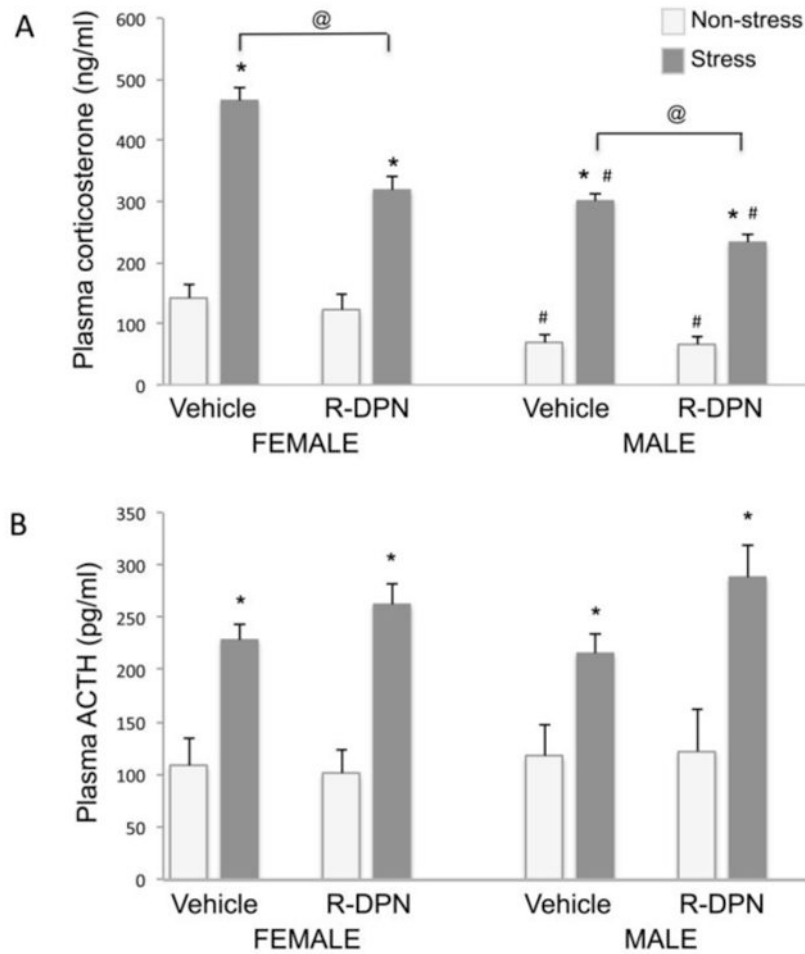 A
Plasma corticosterone (ng/ml)
600
500
400
300
200
100
0
Non-stress
Stress
@
*
*
@
* #
* #
#
#
Vehicle R-DPN Vehicle R-DPN
FEMALE MALE
B
Plasma ACTH (pg/ml)
350
300
250
200
150
100
50
0
*
*
*
*
Vehicle R-DPN Vehicle R-DPN
FEMALE MALE